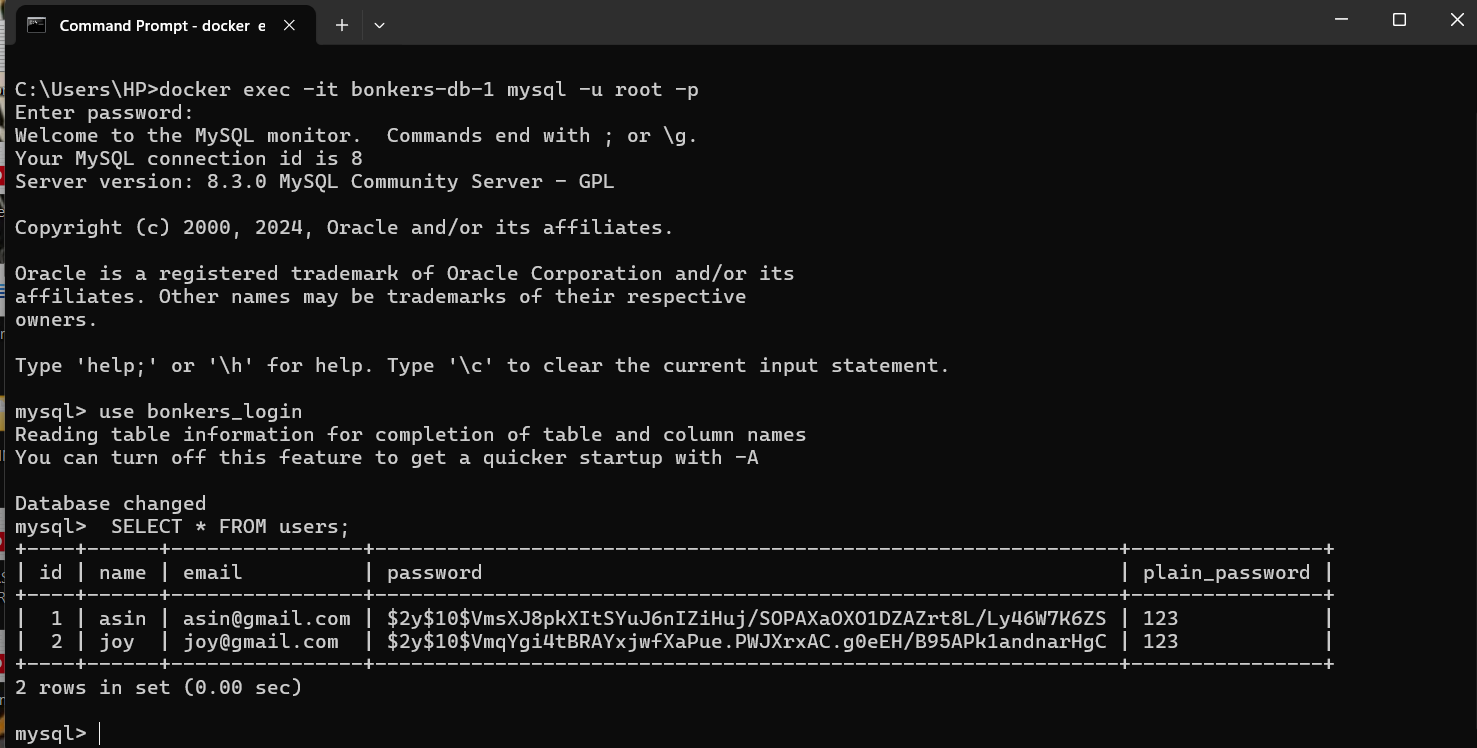 Command Prompt - docker e
C:\Users\HP>docker exec -it bonkers-db-1 mysql -u root -p
Enter password:
Welcome to the MySQL monitor.  Commands end with ; or \g.
Your MySQL connection id is 8
Server version: 8.3.0 MySQL Community Server - GPL
Copyright (c) 2000, 2024, Oracle and/or its affiliates.
Oracle is a registered trademark of Oracle Corporation and/or its
affiliates. Other names may be trademarks of their respective
owners.
Type 'help;' or '\h' for help. Type '\c' to clear the current input statement.
mysql> use bonkers_login
Reading table information for completion of table and column names
You can turn off this feature to get a quicker startup with -A
Database changed
mysql>  SELECT * FROM users;
+----+------+----------------+--------------------------------------------------------------+----------------+
| id | name | email          | password                                                     | plain_password |
+----+------+----------------+--------------------------------------------------------------+----------------+
|  1 | asin | asin@gmail.com | $2y$10$VmsXJ8pkXItSYuJ6nIZiHuj/SOPAXaOXO1DZAZrt8L/Ly46W7K6ZS | 123            |
|  2 | joy  | joy@gmail.com  | $2y$10$VmqYgi4tBRAYxjwfXaPue.PWJXrxAC.g0eEH/B95APk1andnarHgC | 123            |
+----+------+----------------+--------------------------------------------------------------+----------------+
2 rows in set (0.00 sec)
mysql>